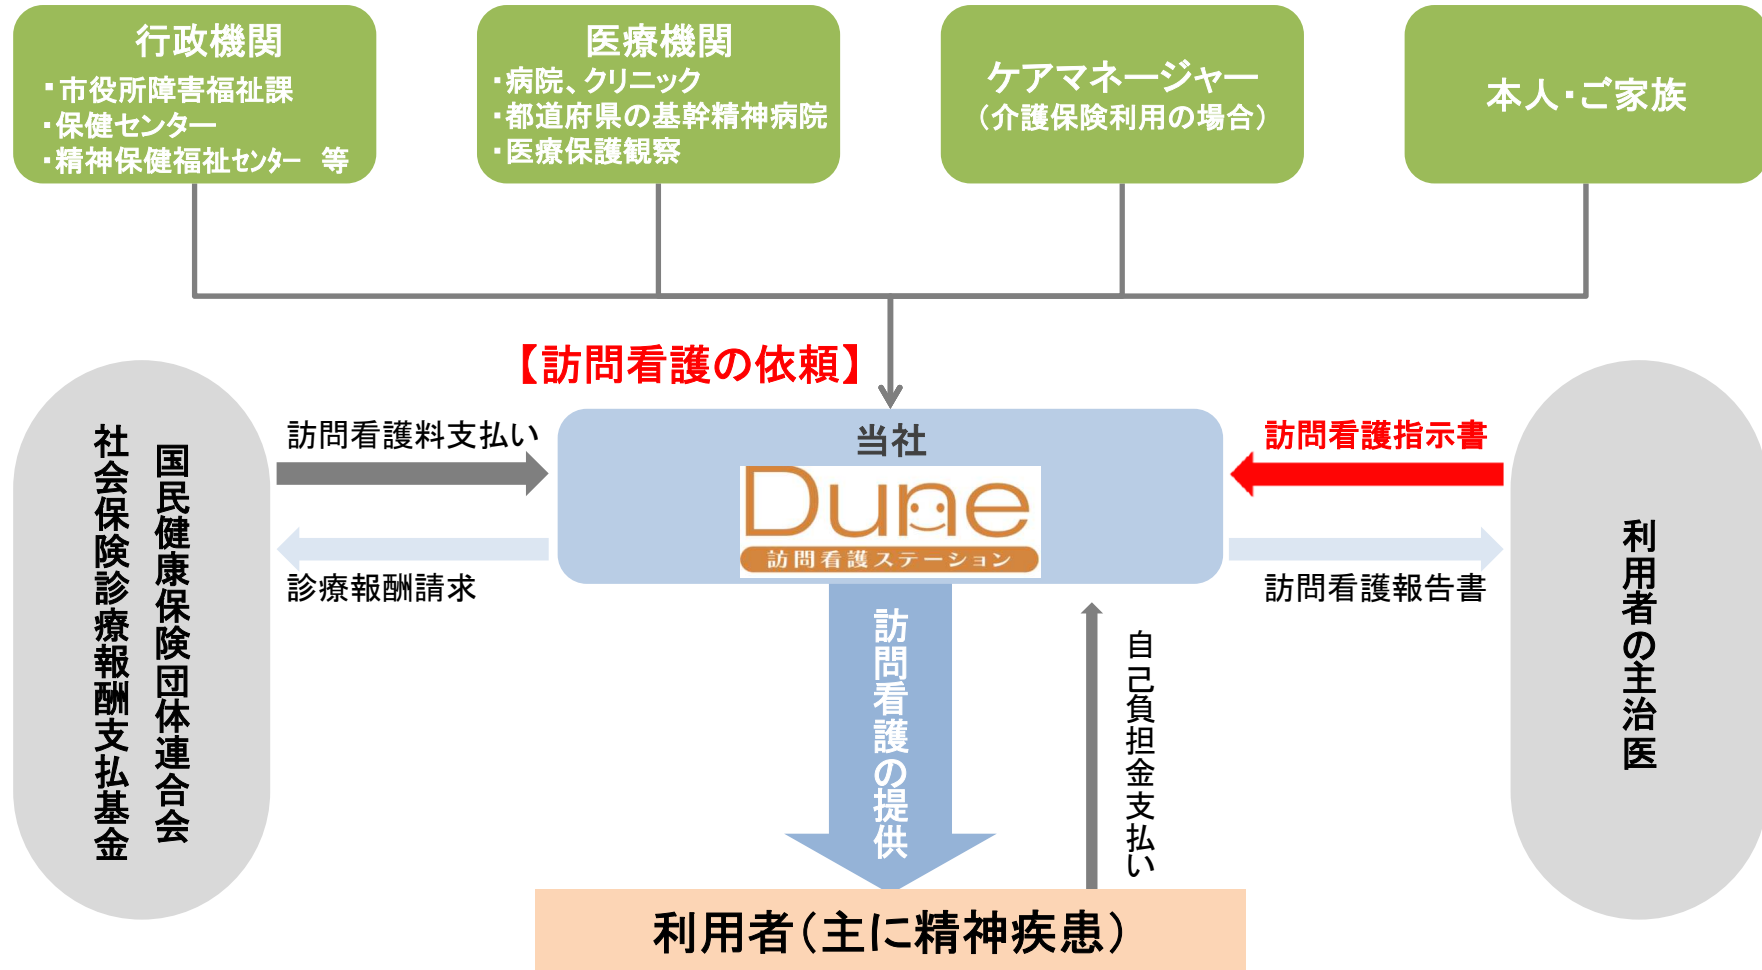 行政機関
・市役所障害福祉課
・保健センター
・精神保健福祉センター 等
医療機関
・病院、クリニック
・都道府県の基幹精神病院
・医療保護観察
ケアマネージャー
(介護保険利用の場合)
本人・ご家族
【訪問看護の依頼】
国民健康保険団体連合会
社会保険診療報酬支払基金
訪問看護料支払い
診療報酬請求
当社
Dune
訪問看護ステーション
訪問看護指示書
訪問看護報告書
利用者の主治医
訪問看護の提供
自己負担金支払い
利用者(主に精神疾患)